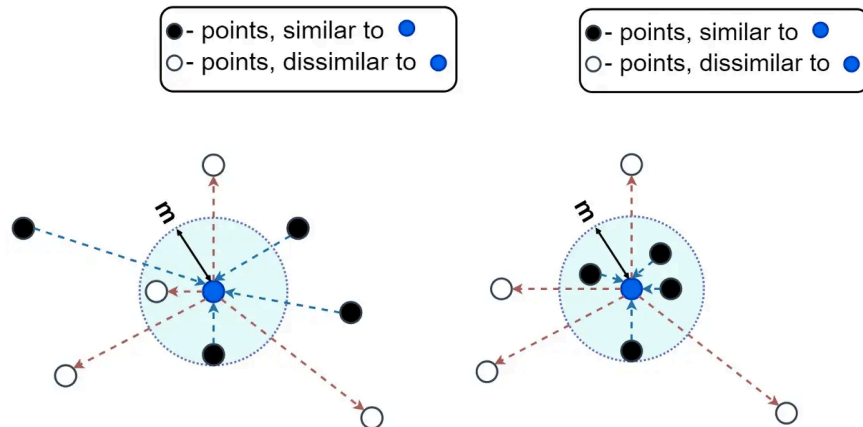 - points, similar to
- points, dissimilar to
- points, similar to
- points, dissimilar to
m
m